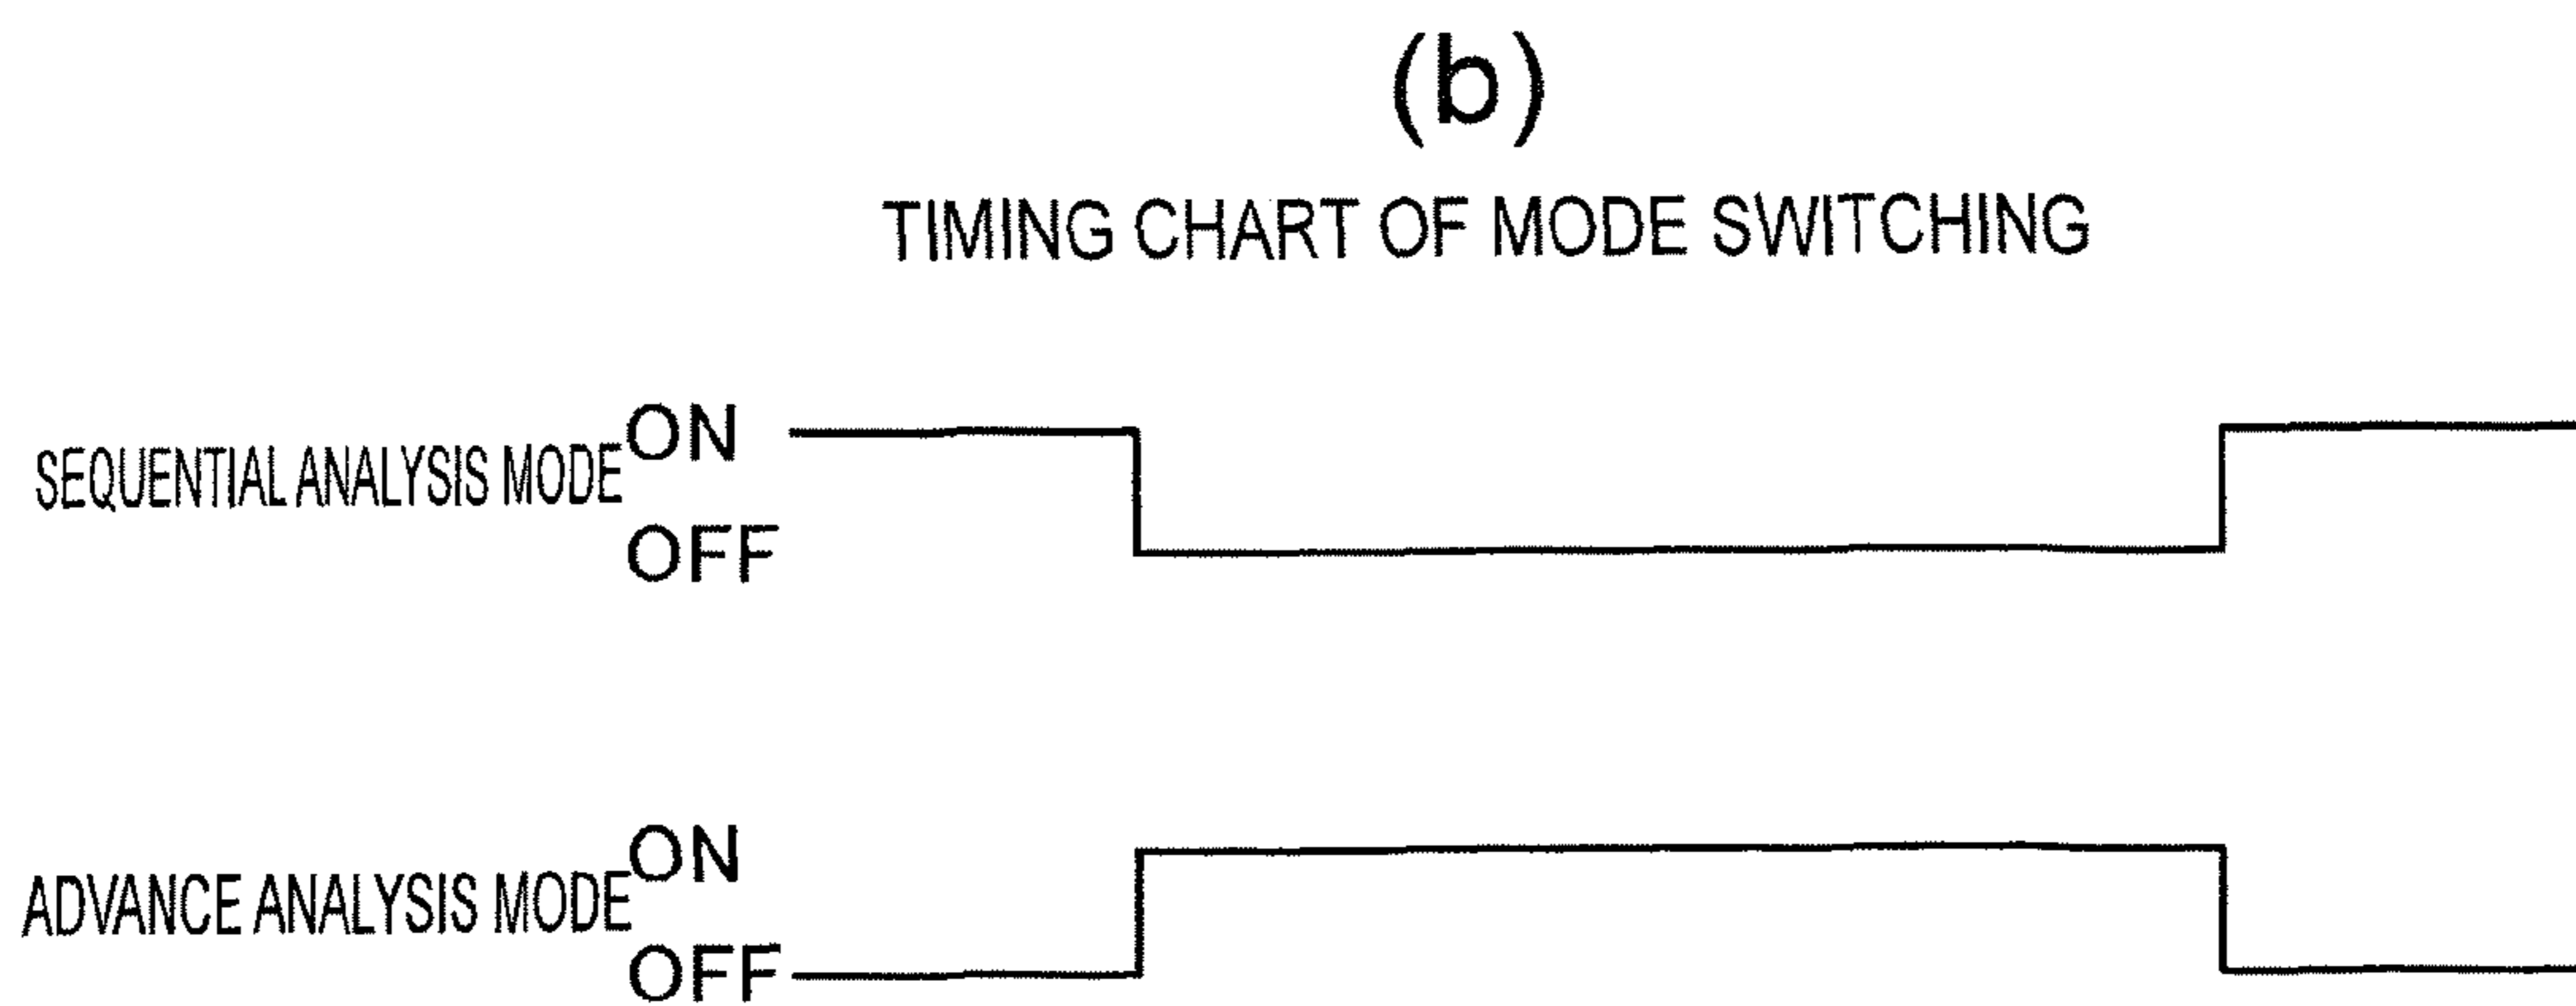 (b)
TIMING CHART OF MODE SWITCHING
SEQUENTIAL ANALYSIS MODE ON
OFF
ADVANCE ANALYSIS MODE ON
OFF